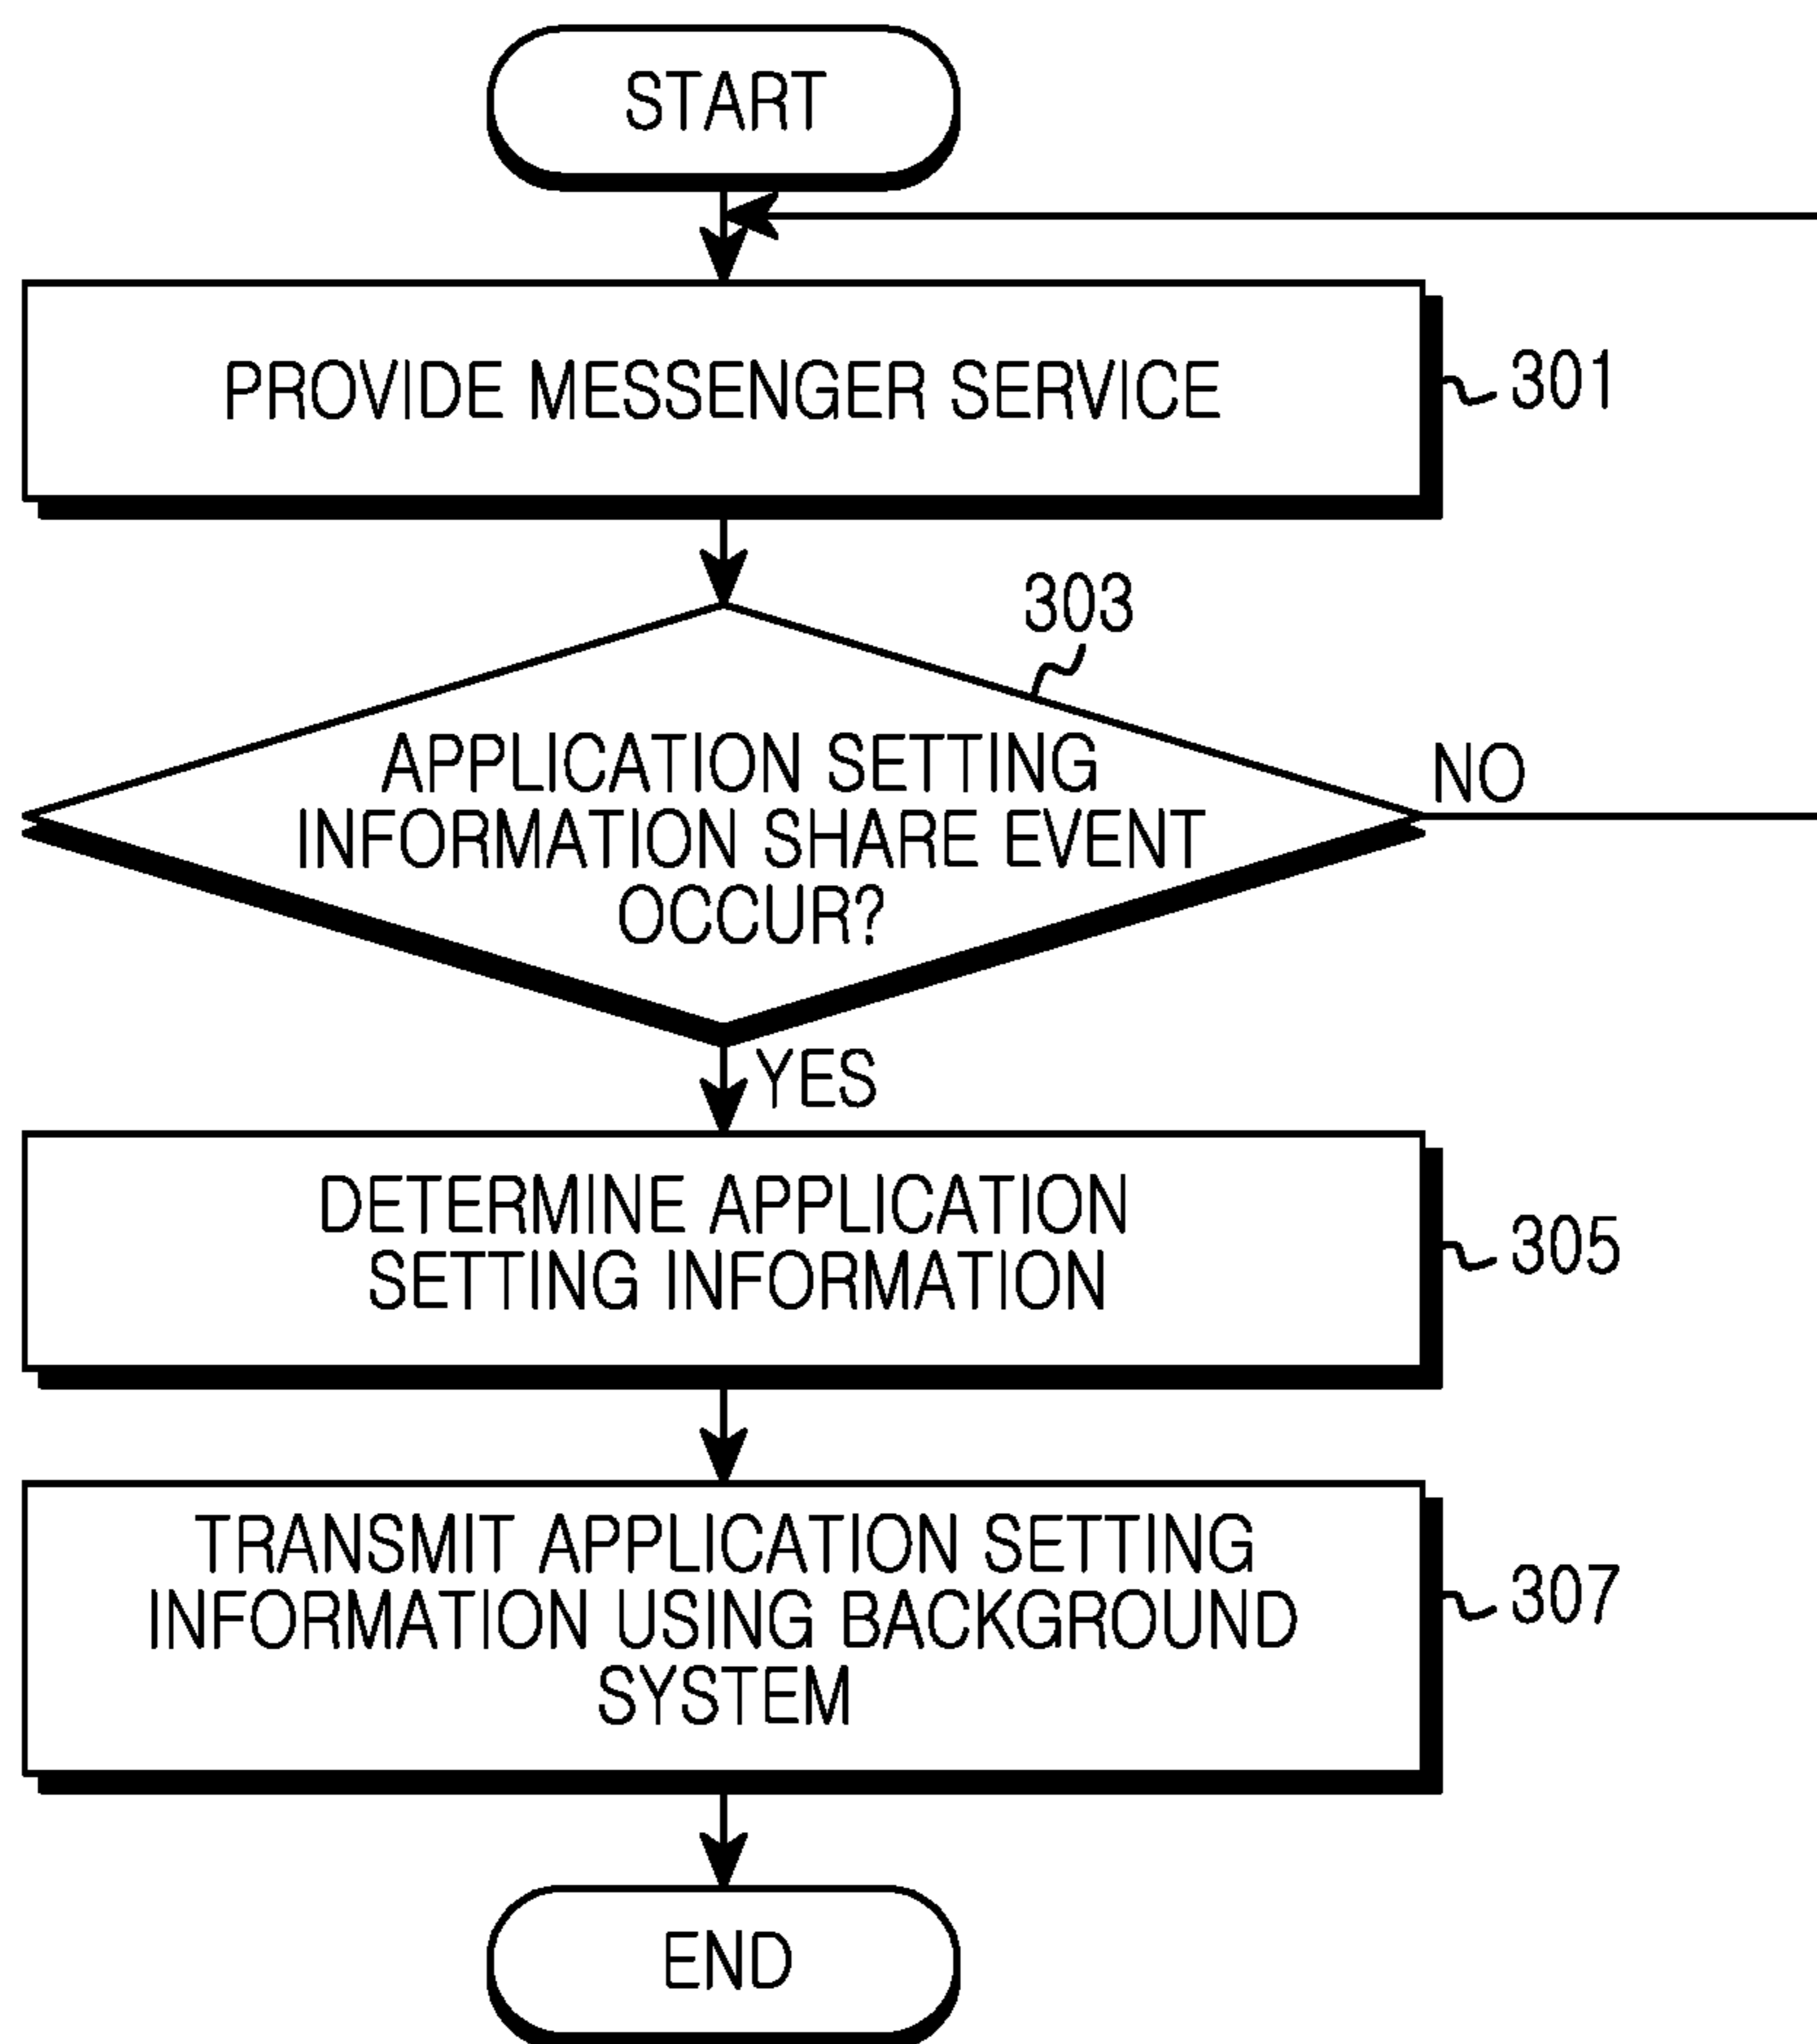 START
PROVIDE MESSENGER SERVICE
301
303
APPLICATION SETTING
INFORMATION SHARE EVENT
OCCUR?
NO
YES
DETERMINE APPLICATION
SETTING INFORMATION
305
TRANSMIT APPLICATION SETTING
INFORMATION USING BACKGROUND
SYSTEM
307
END